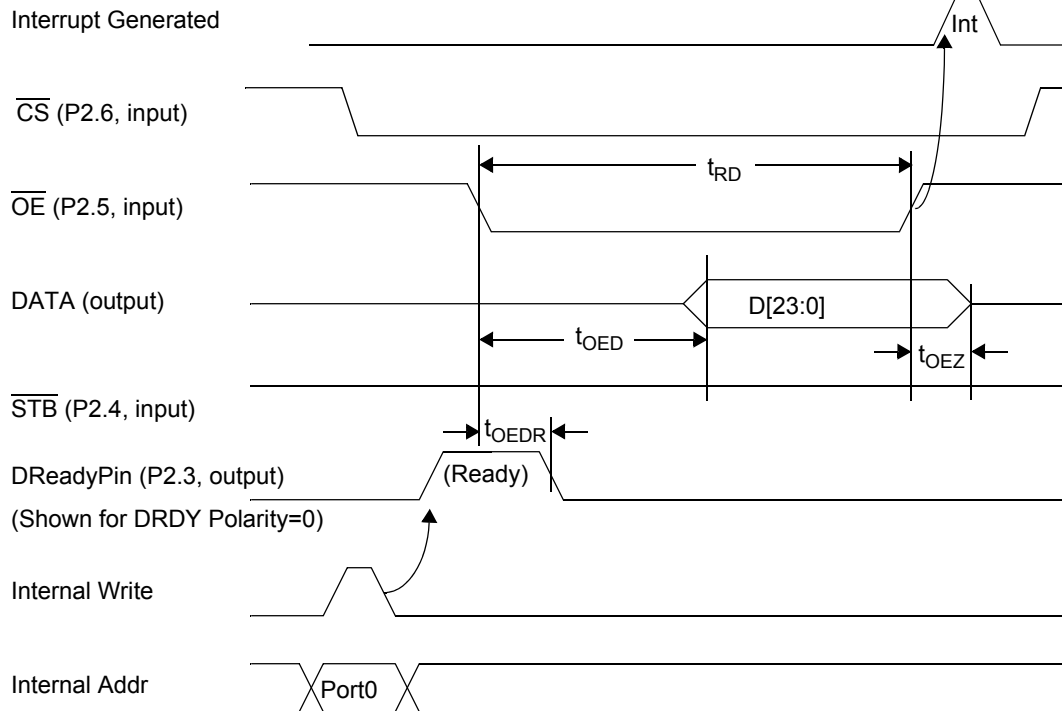 Interrupt Generated
Int
CS (P2.6, input)
tRD
OE (P2.5, input)
DATA (output)
D[23:0]
tOED
tOEZ
STB (P2.4, input)
tOEDR
DReadyPin (P2.3, output)
(Ready)
(Shown for DRDY Polarity=0)
Internal Write
Internal Addr
Port0